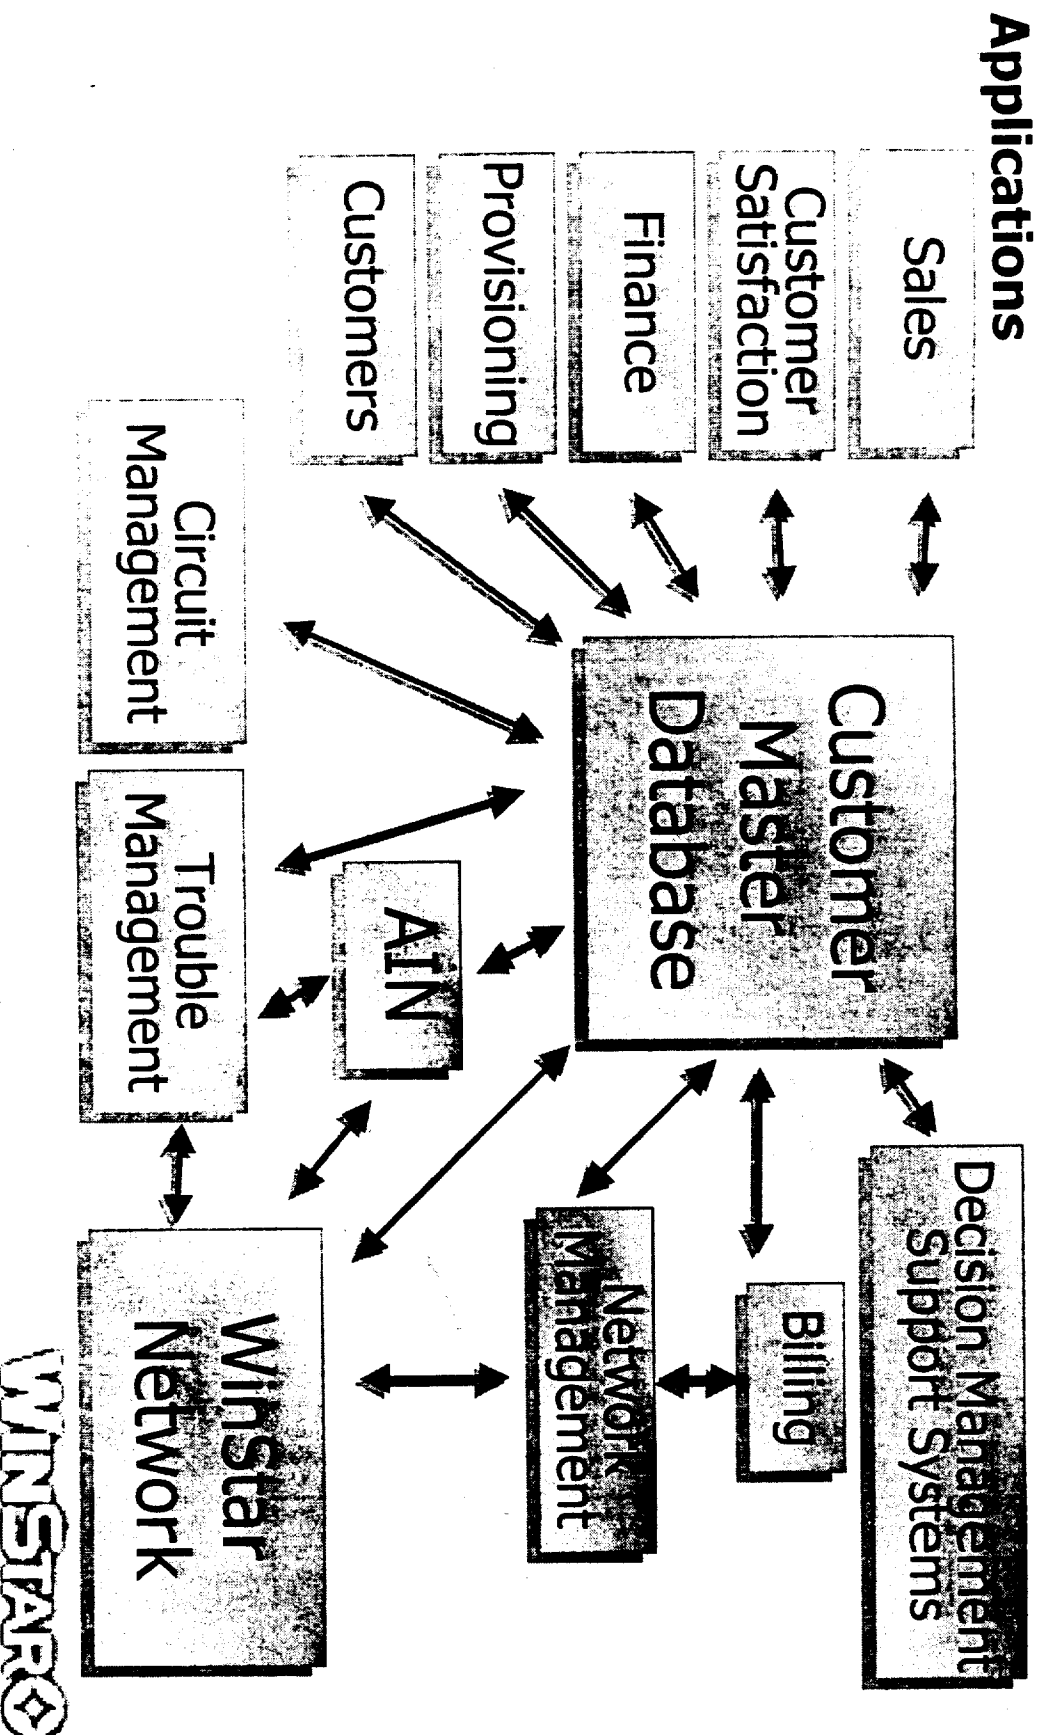 Applications
Sales
Customer
Satisfaction
Finance
Provisioning
Customers
Customer
Master
Database
Decision Management
Support Systems
Billing
Network
Management
AIN
Circuit
Management
Trouble
Management
WinStar
Network
WINSTAR